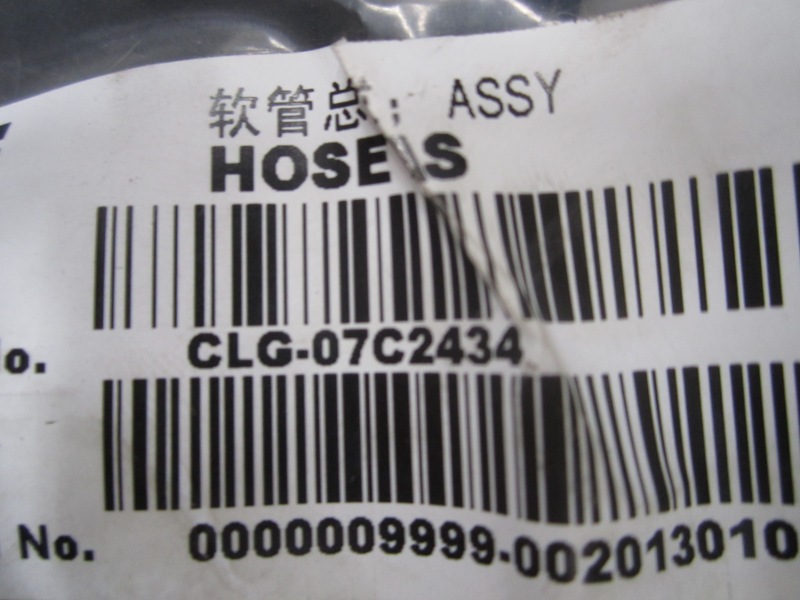 软管总 ASSY
HOSE
CLG-07C2434
No. 0000009999-002013010